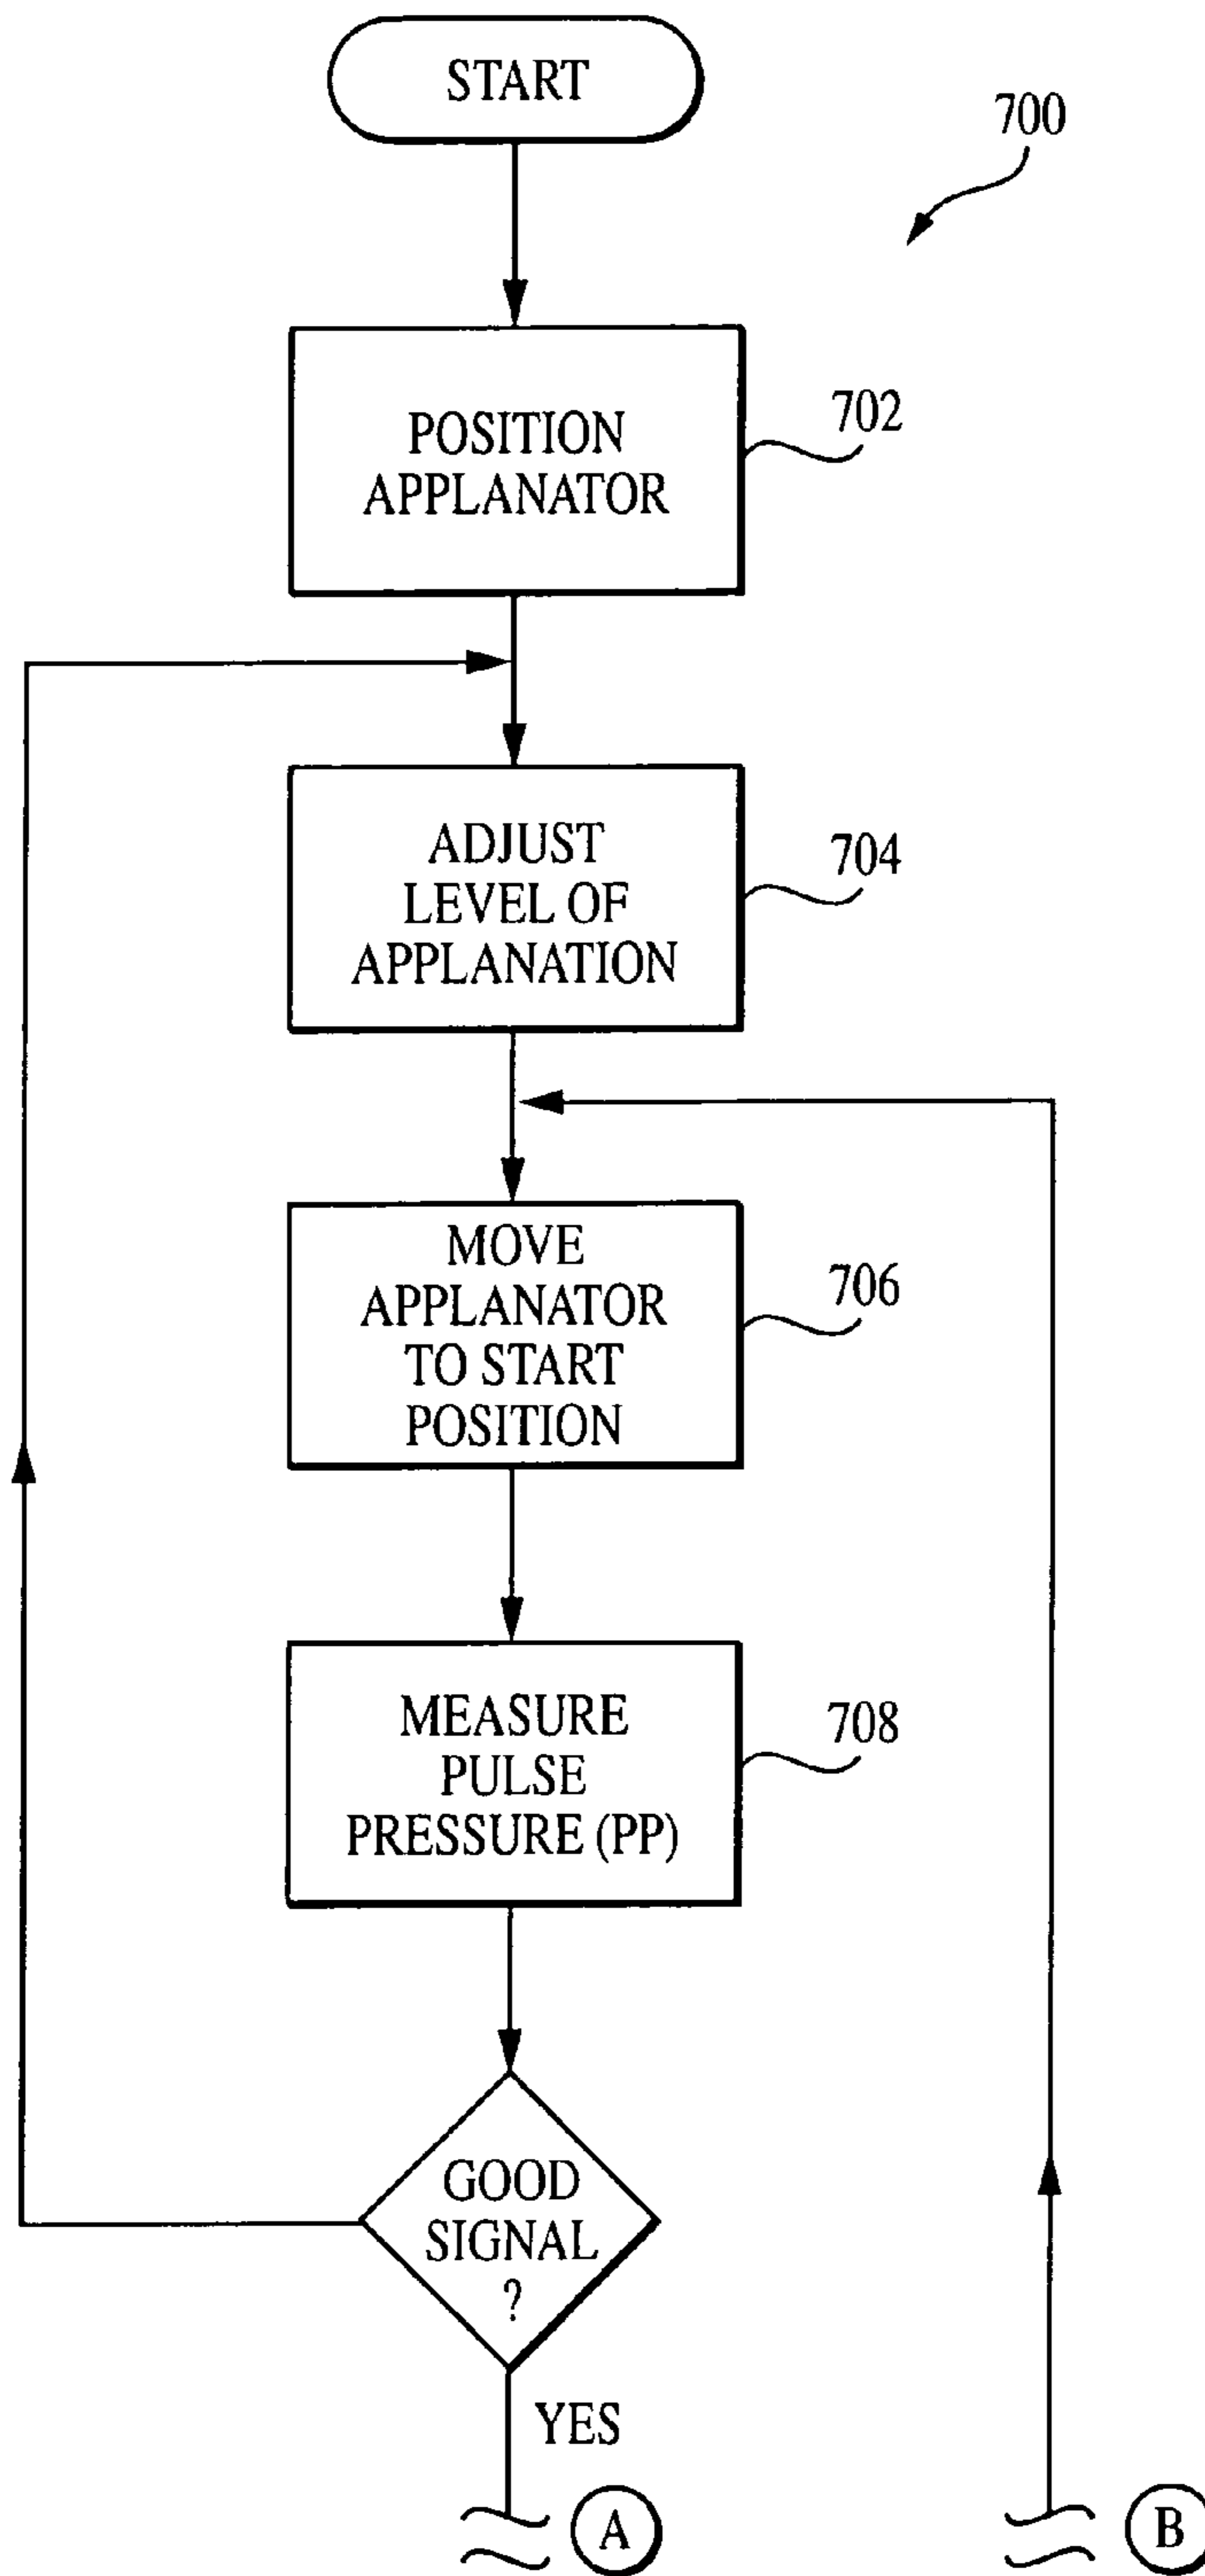 START
700
POSITION
APPLANATOR
702
ADJUST
LEVEL OF
APPLANATION
704
MOVE
APPLANATOR
TO START
POSITION
706
MEASURE
PULSE
PRESSURE (PP)
708
GOOD
SIGNAL
?
YES
A
B